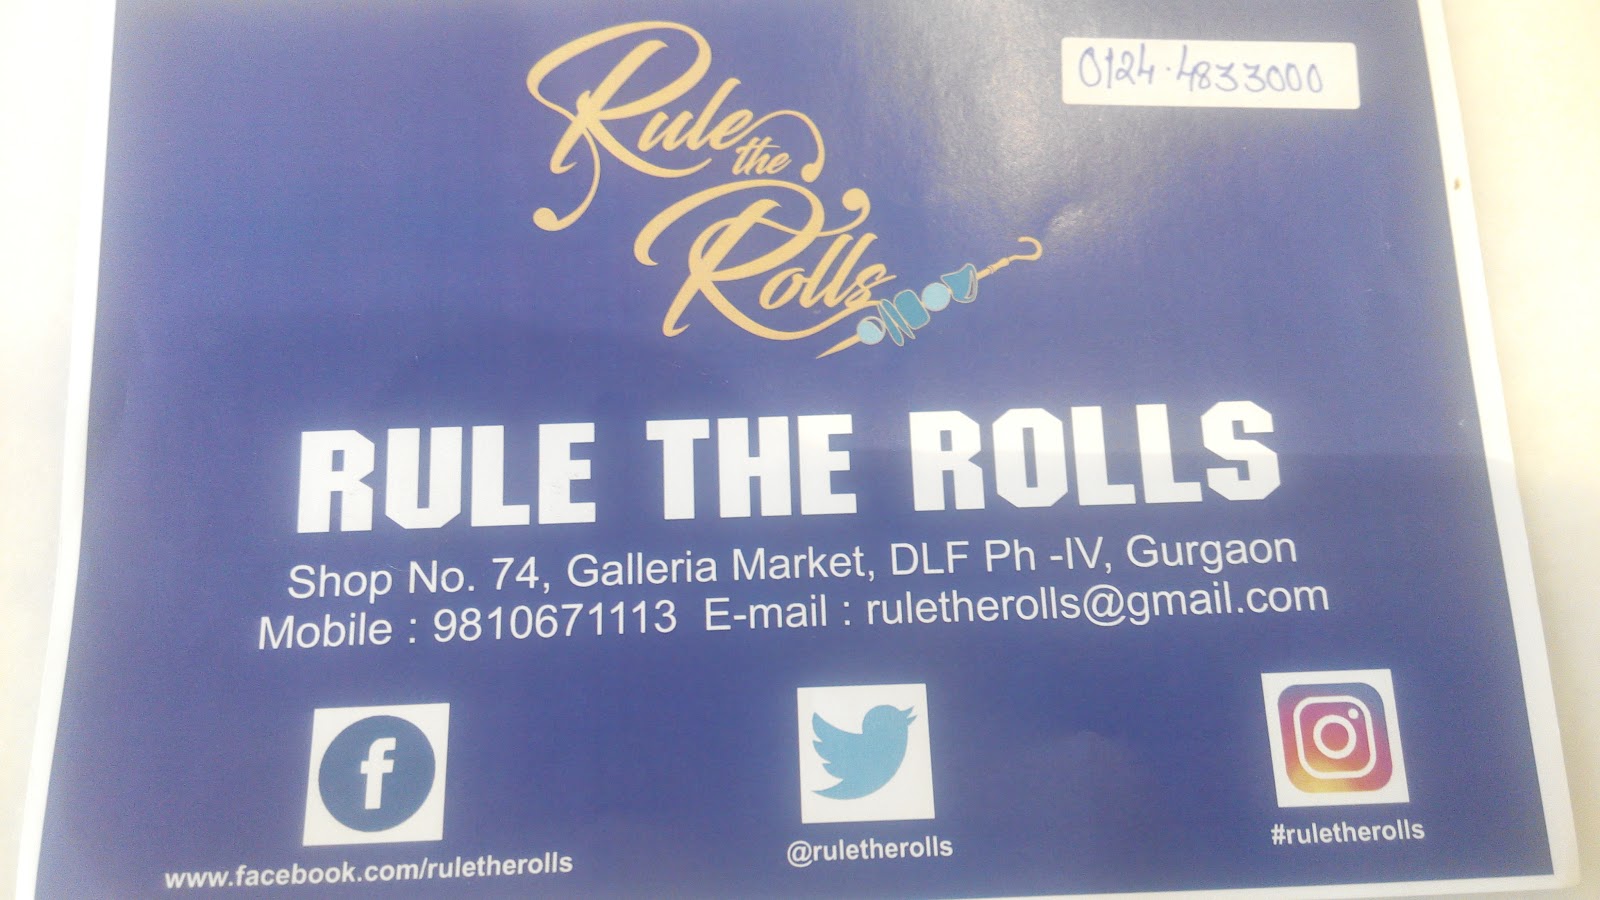 Rule
the
Rolls
0124-4833000
RULE THE ROLLS
Shop No. 74, Galleria Market, DLF Ph -IV, Gurgaon
Mobile : 9810671113 E-mail : ruletherolls@gmail.com
www.facebook.com/ruletherolls
@ruletherolls
#ruletherolls